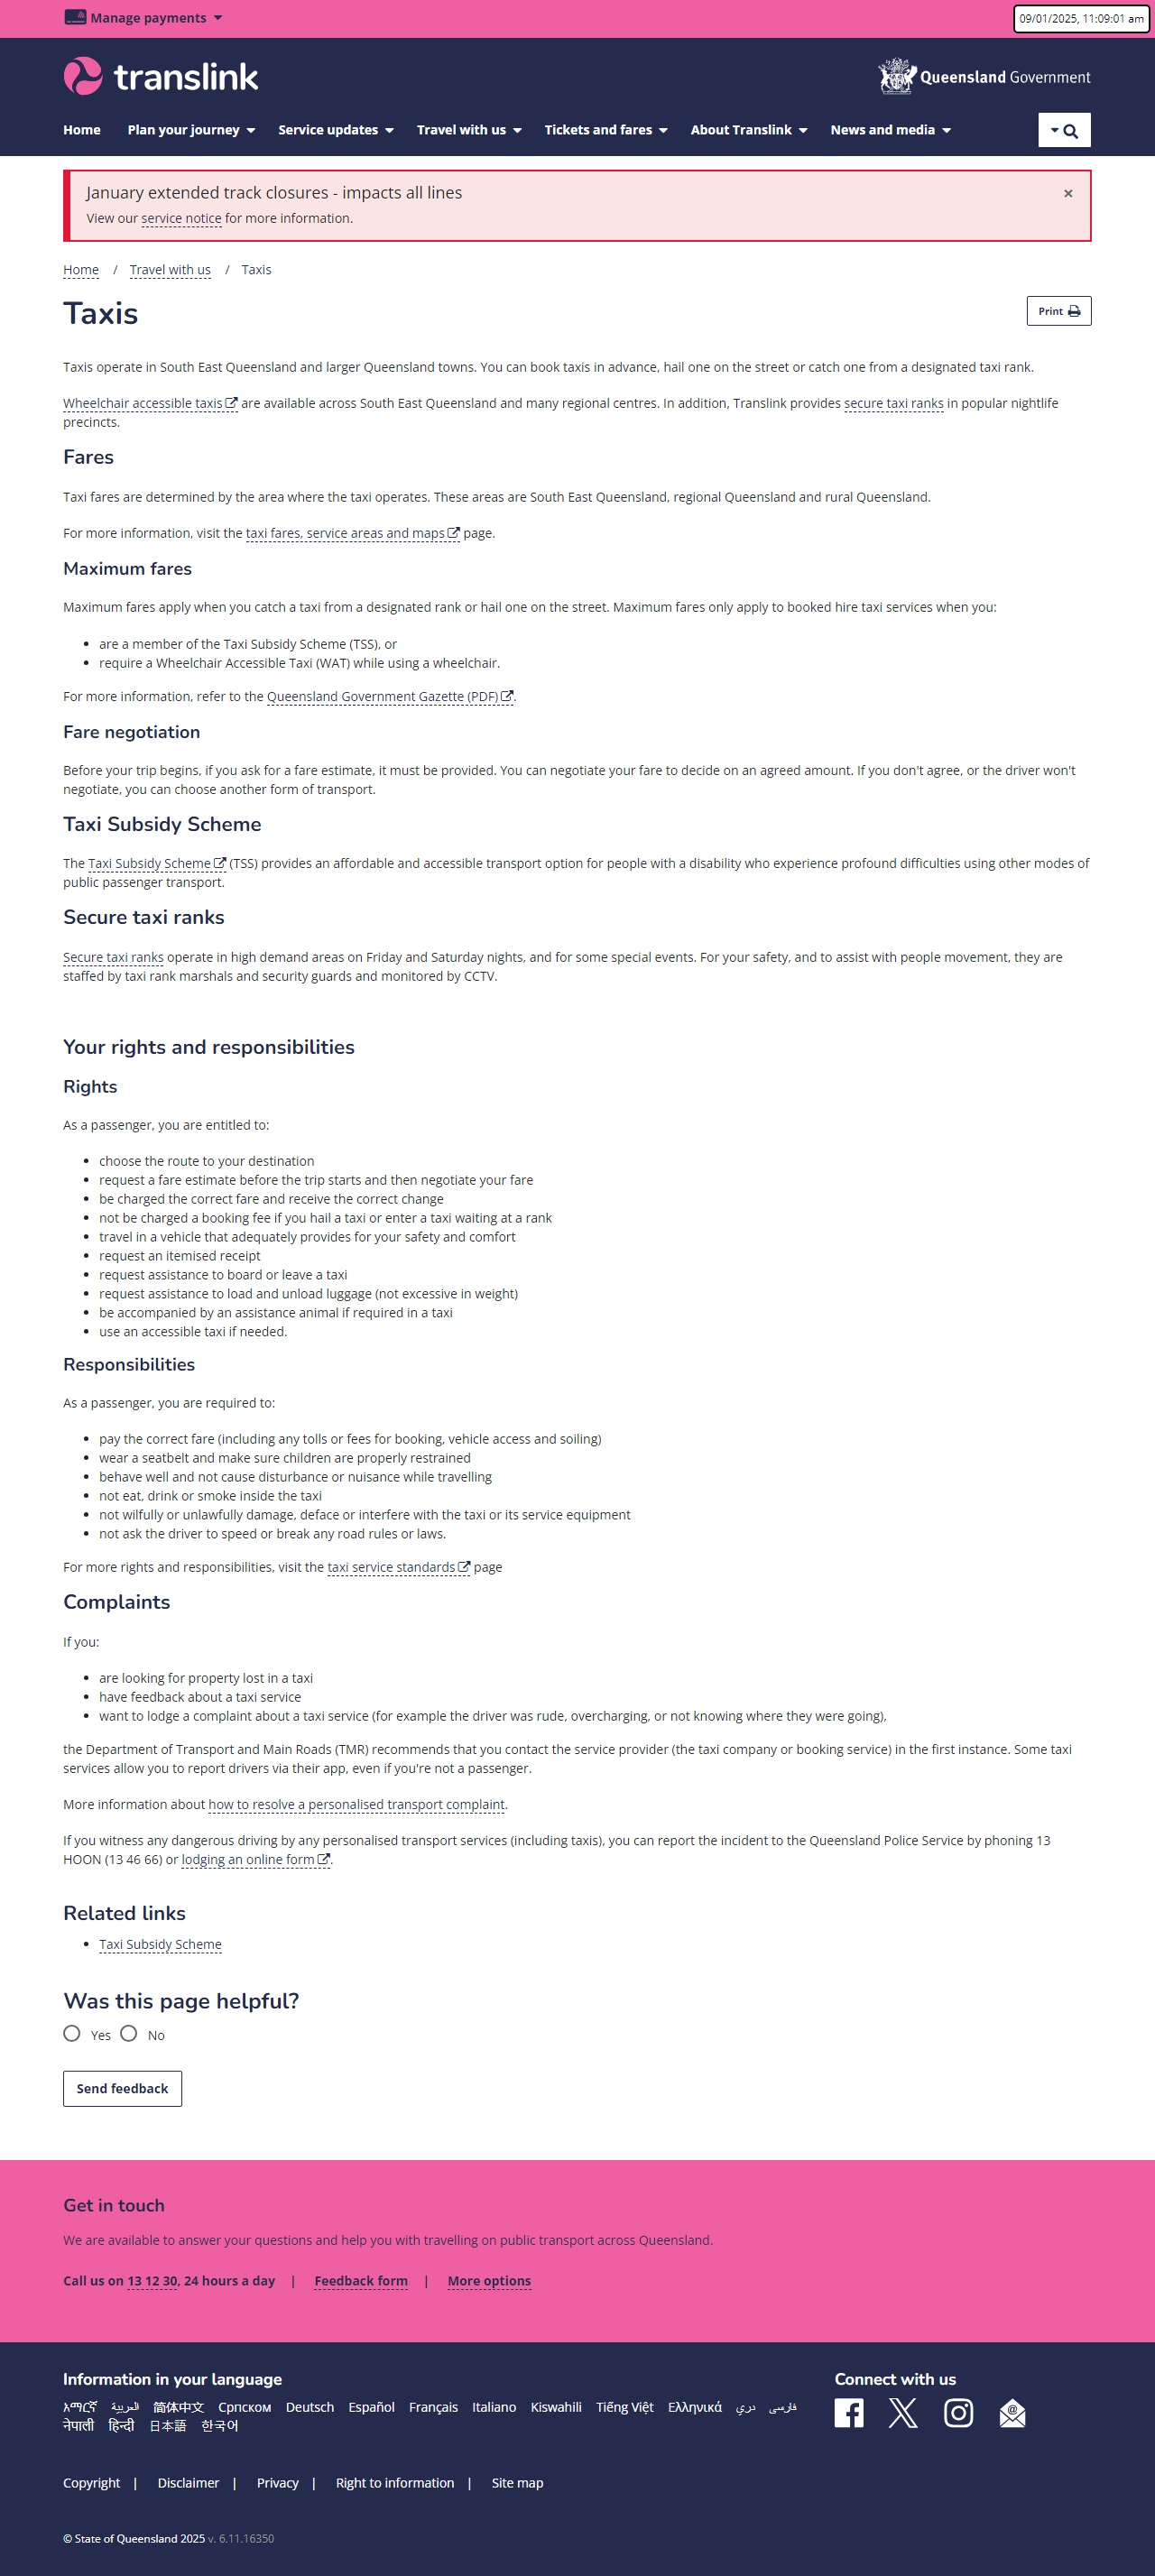 Manage payments
09/01/2025, 11:09:01 am
translink
Queensland Government
Home Plan your journey Service updates Travel with us Tickets and fares About Translink News and media
January extended track closures - impacts all lines
×
View our service notice for more information.
Home / Travel with us / Taxis
Taxis
Print
Taxis operate in South East Queensland and larger Queensland towns. You can book taxis in advance, hail one on the street or catch one from a designated taxi rank.
Wheelchair accessible taxis are available across South East Queensland and many regional centres. In addition, Translink provides secure taxi ranks in popular nightlife
precincts.
Fares
Taxi fares are determined by the area where the taxi operates. These areas are South East Queensland, regional Queensland and rural Queensland.
For more information, visit the taxi fares, service areas and maps page.
Maximum fares
Maximum fares apply when you catch a taxi from a designated rank or hail one on the street. Maximum fares only apply to booked hire taxi services when you:
• are a member of the Taxi Subsidy Scheme (TSS), or
• require a Wheelchair Accessible Taxi (WAT) while using a wheelchair.
For more information, refer to the Queensland Government Gazette (PDF).
Fare negotiation
Before your trip begins, if you ask for a fare estimate, it must be provided. You can negotiate your fare to decide on an agreed amount. If you don't agree, or the driver won't
negotiate, you can choose another form of transport.
Taxi Subsidy Scheme
The Taxi Subsidy Scheme (TSS) provides an affordable and accessible transport option for people with a disability who experience profound difficulties using other modes of
public passenger transport.
Secure taxi ranks
Secure taxi ranks operate in high demand areas on Friday and Saturday nights, and for some special events. For your safety, and to assist with people movement, they are
staffed by taxi rank marshals and security guards and monitored by CCTV.
Your rights and responsibilities
Rights
As a passenger, you are entitled to:
• choose the route to your destination
• request a fare estimate before the trip starts and then negotiate your fare
• be charged the correct fare and receive the correct change
• not be charged a booking fee if you hail a taxi or enter a taxi waiting at a rank
• travel in a vehicle that adequately provides for your safety and comfort
• request an itemised receipt
• request assistance to board or leave a taxi
• request assistance to load and unload luggage (not excessive in weight)
• be accompanied by an assistance animal if required in a taxi
• use an accessible taxi if needed.
Responsibilities
As a passenger, you are required to:
• pay the correct fare (including any tolls or fees for booking, vehicle access and soiling)
• wear a seatbelt and make sure children are properly restrained
• behave well and not cause disturbance or nuisance while travelling
• not eat, drink or smoke inside the taxi
• not wilfully or unlawfully damage, deface or interfere with the taxi or its service equipment
• not ask the driver to speed or break any road rules or laws.
For more rights and responsibilities, visit the taxi service standards page
Complaints
If you:
• are looking for property lost in a taxi
• have feedback about a taxi service
• want to lodge a complaint about a taxi service (for example the driver was rude, overcharging, or not knowing where they were going),
the Department of Transport and Main Roads (TMR) recommends that you contact the service provider (the taxi company or booking service) in the first instance. Some taxi
services allow you to report drivers via their app, even if you're not a passenger.
More information about how to resolve a personalised transport complaint.
If you witness any dangerous driving by any personalised transport services (including taxis), you can report the incident to the Queensland Police Service by phoning 13
HOON (13 46 66) or lodging an online form.
Related links
• Taxi Subsidy Scheme
Was this page helpful?
Yes No
Send feedback
Get in touch
We are available to answer your questions and help you with travelling on public transport across Queensland.
Call us on 13 12 30, 24 hours a day | Feedback form | More options
Information in your language
አማርኛ العربية 简体中文 Српском Deutsch Español Français Italiano Kiswahili Tiếng Việt Ελληνικά دری فارسی
नेपाली हिन्दी 日本語 한국어
Connect with us
Copyright | Disclaimer | Privacy | Right to information | Site map
© State of Queensland 2025 v. 6.11.16350